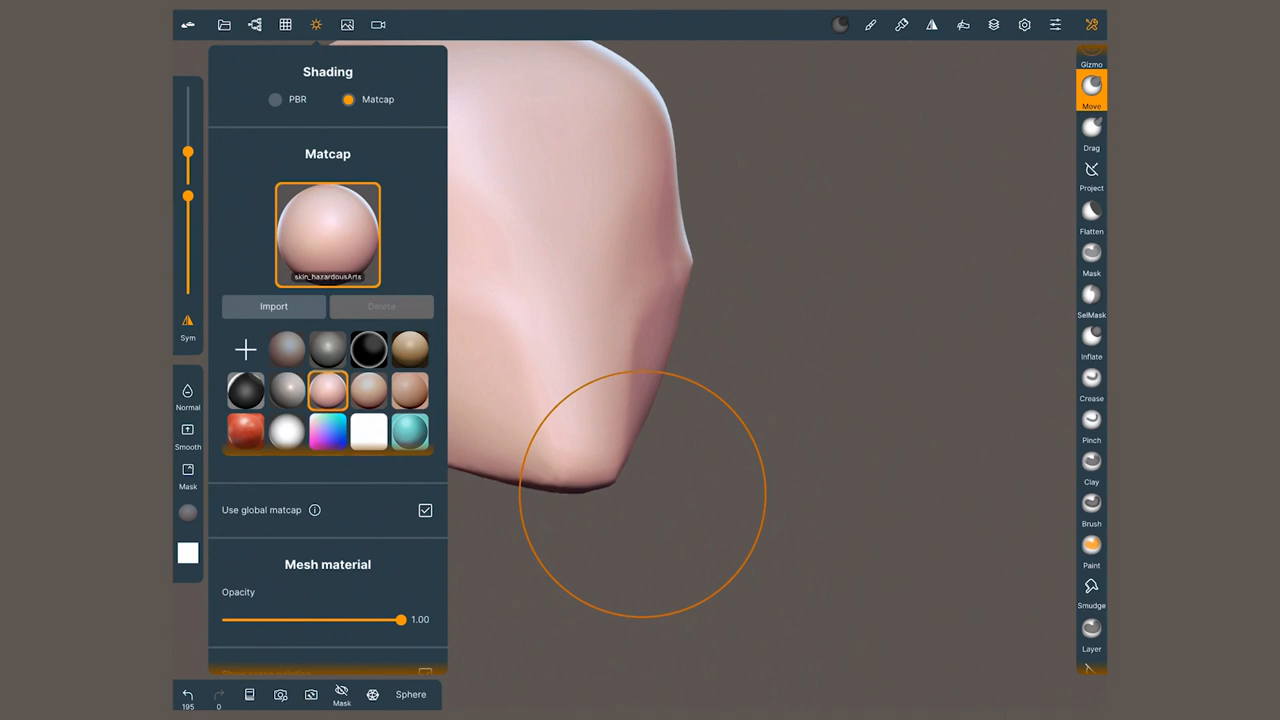 Shading
PBR
Matcap
Matcap
skin_hazardousArts
Import
Delete
Use global matcap
Mesh material
Opacity
1.00
Sym
Normal
Smooth
Mask
195
0
Mask
Sphere
Gizmo
Move
Drag
Project
Flatten
Mask
SelMask
Inflate
Crease
Pinch
Clay
Brush
Paint
Smudge
Layer